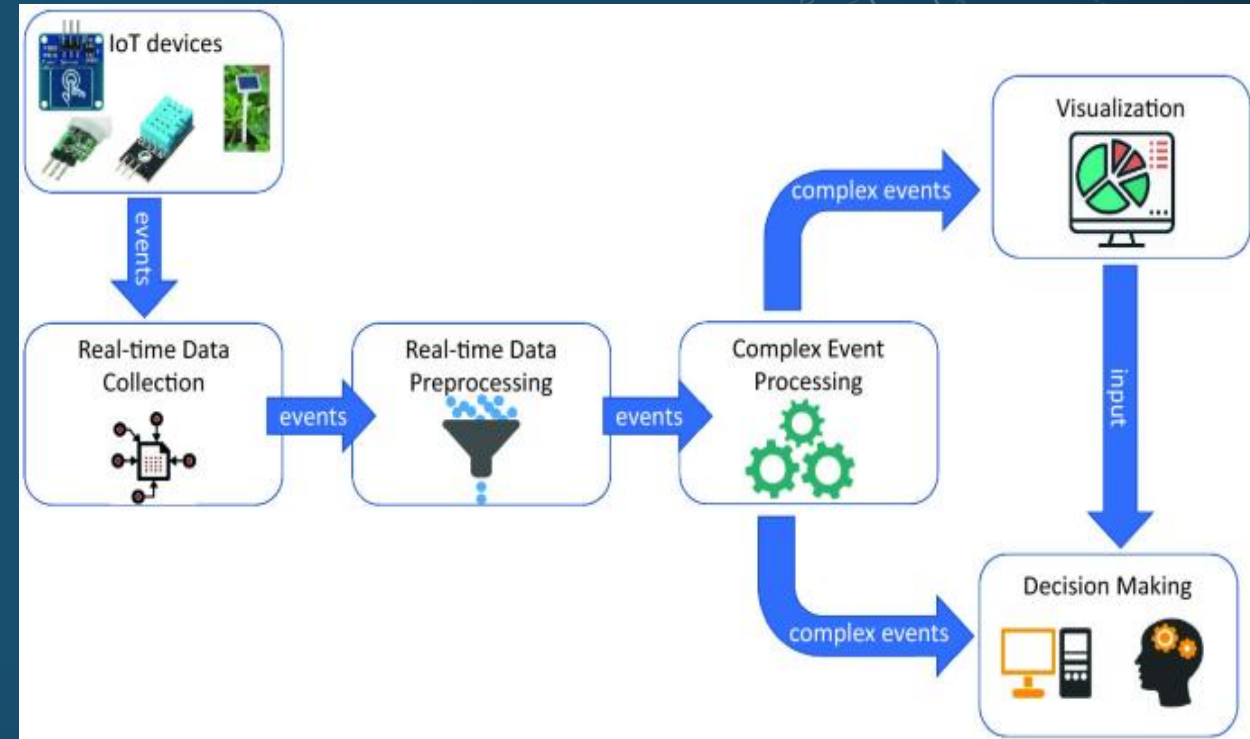 IoT devices
events
Real-time Data
Collection
events
Real-time Data
Preprocessing
events
Complex Event
Processing
complex events
Visualization
input
complex events
Decision Making